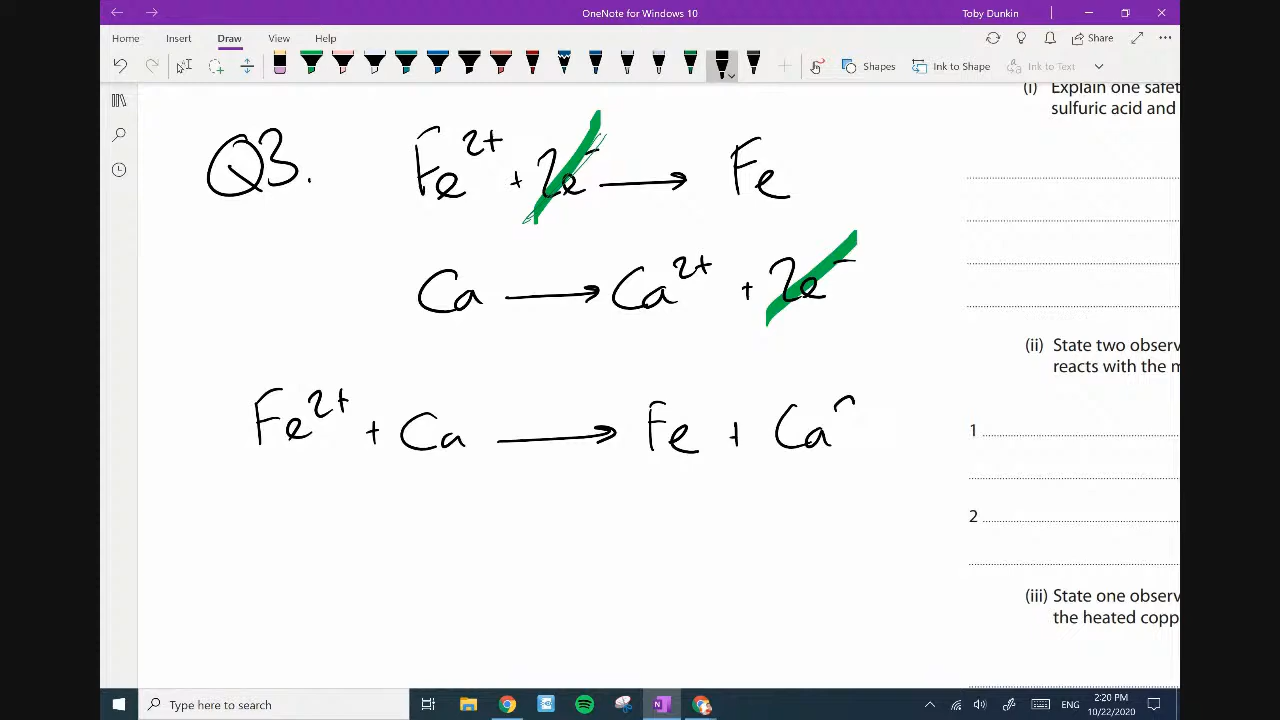 OneNote for Windows 10
Toby Dunkin
Home Insert Draw View Help
Share
Shapes
Ink to Shape
Ink to Text
(i) Explain one safet
sulfuric acid and
Q3. Fe²⁺ + 2e⁻ → Fe
Ca → Ca²⁺ + 2e⁻
Fe²⁺ + Ca → Fe + Ca
(ii) State two observ
reacts with the m
1
2
(iii) State one observ
the heated copp
Type here to search
ENG
2:20 PM
10/22/2020